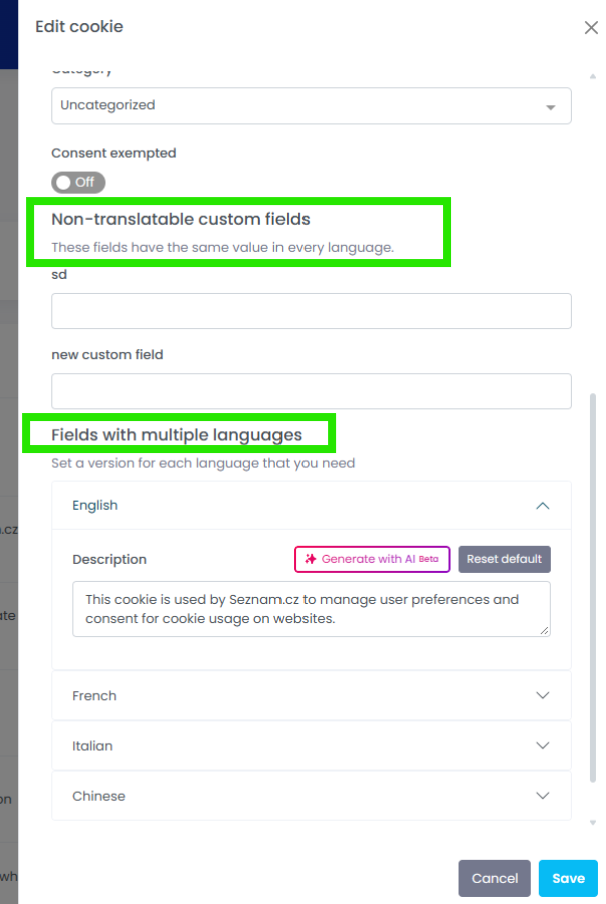 Edit cookie
Category
Uncategorized
Consent exempted
Off
Non-translatable custom fields
These fields have the same value in every language.
sd
new custom field
Fields with multiple languages
Set a version for each language that you need
English
Description
Generate with AI Beta
Reset default
This cookie is used by Seznam.cz to manage user preferences and
consent for cookie usage on websites.
French
Italian
Chinese
Cancel
Save